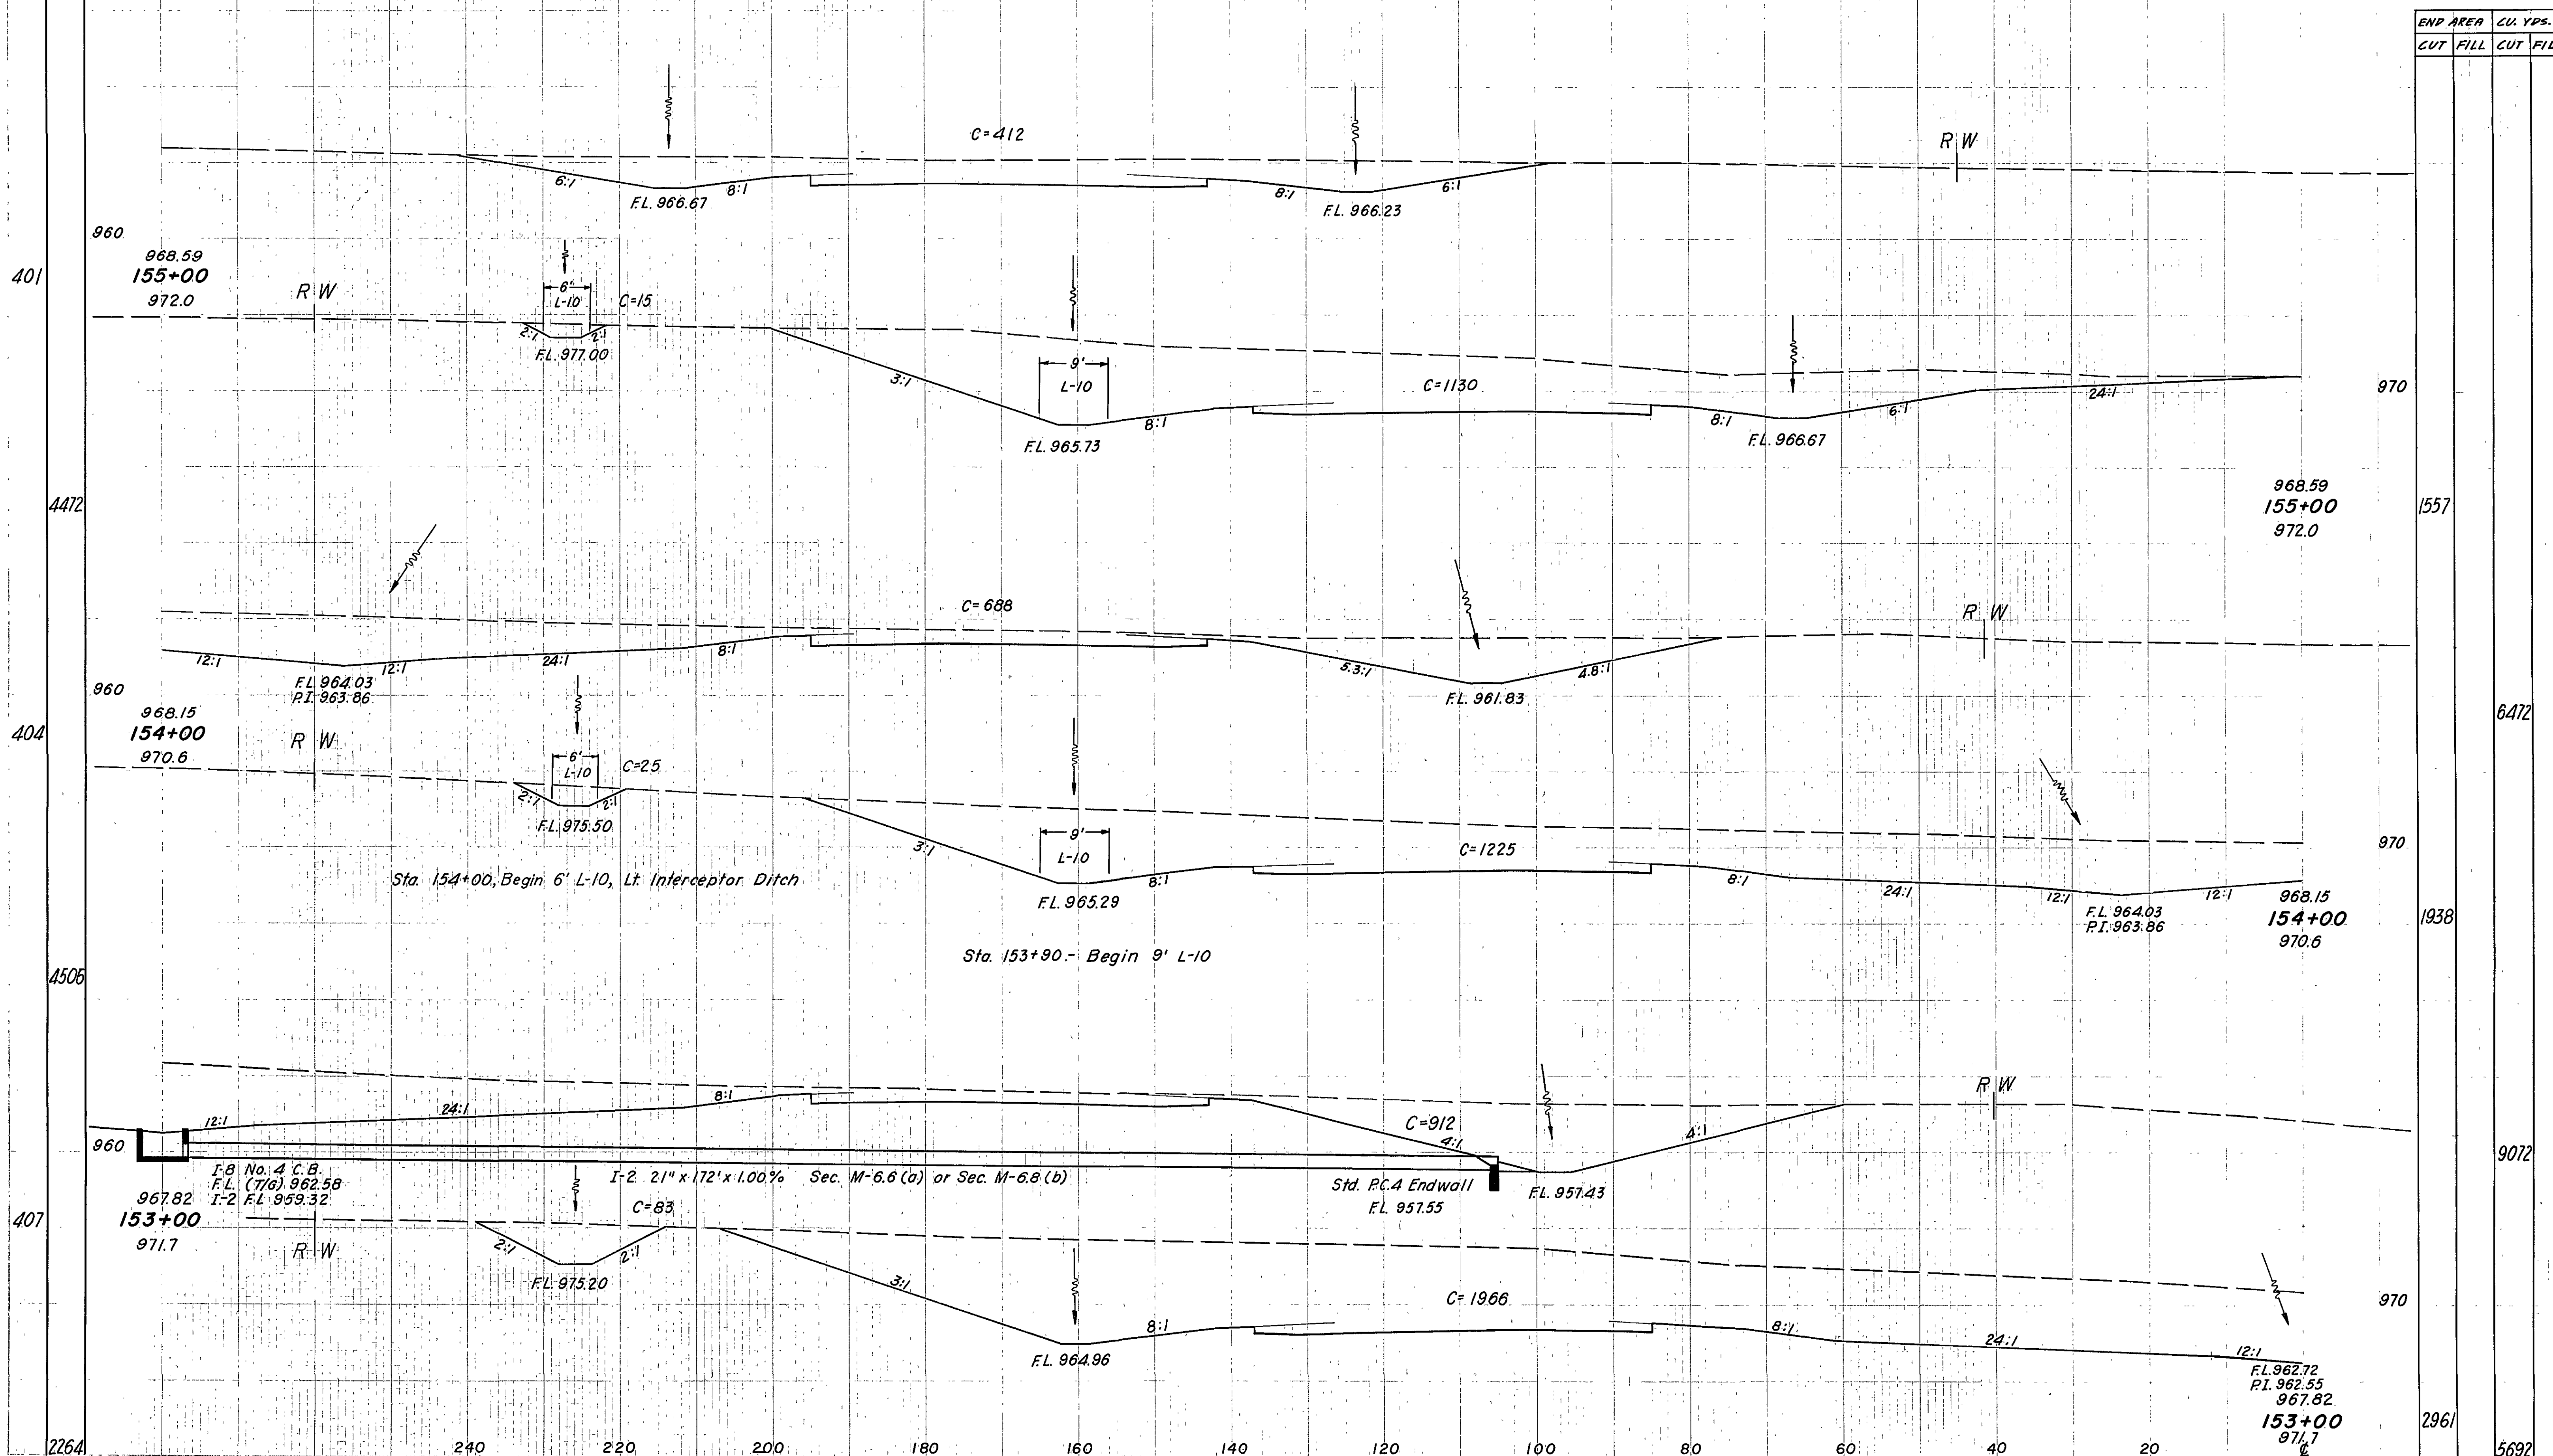 END AREA CU. YDS.
CUT FILL CUT FIL
C=412
R W
6:1
8:1
8:1
6:1
F.L. 966.67
F.L. 966.23
960
968.59
155+00
972.0
401
R W
6'
L-10
C=15
2:1
2:1
F.L. 977.00
3:1
9'
L-10
C=1130
970
8:1
8:1
6:1
24:1
F.L. 965.73
F.L. 966.67
4472
968.59
155+00
972.0
1557
C=688
R W
12:1
12:1
24:1
8:1
5.3:1
4.8:1
F.L. 964.03
P.I. 963.86
F.L. 961.83
960
968.15
154+00
970.6
404
6472
R W
6'
L-10
C=25
2:1
2:1
F.L. 975.50
3:1
9'
L-10
C=1225
970
8:1
8:1
24:1
12:1
12:1
Sta. 154+00, Begin 6' L-10, Lt. Interceptor Ditch
F.L. 965.29
F.L. 964.03
P.I. 963.86
968.15
154+00
970.6
1938
Sta. 153+90 - Begin 9' L-10
4506
R W
12:1
24:1
8:1
C=912
4:1
4:1
960
9072
I-8 No. 4 C.B.
F.L. (T/G) 962.58
I-2 F.L. 959.32
I-2 21" x 172' x 1.00% Sec. M-6.6 (a) or Sec. M-6.8 (b)
Std. P.C.4 Endwall
F.L. 957.55
F.L. 957.43
967.82
153+00
971.7
407
R W
C=83
2:1
2:1
F.L. 975.20
3:1
C=1966
970
8:1
8:1
24:1
12:1
F.L. 964.96
F.L. 962.72
P.I. 962.55
967.82
153+00
971.7
2961
2264
240 220 200 180 160 140 120 100 80 60 40 20 ℄
5692